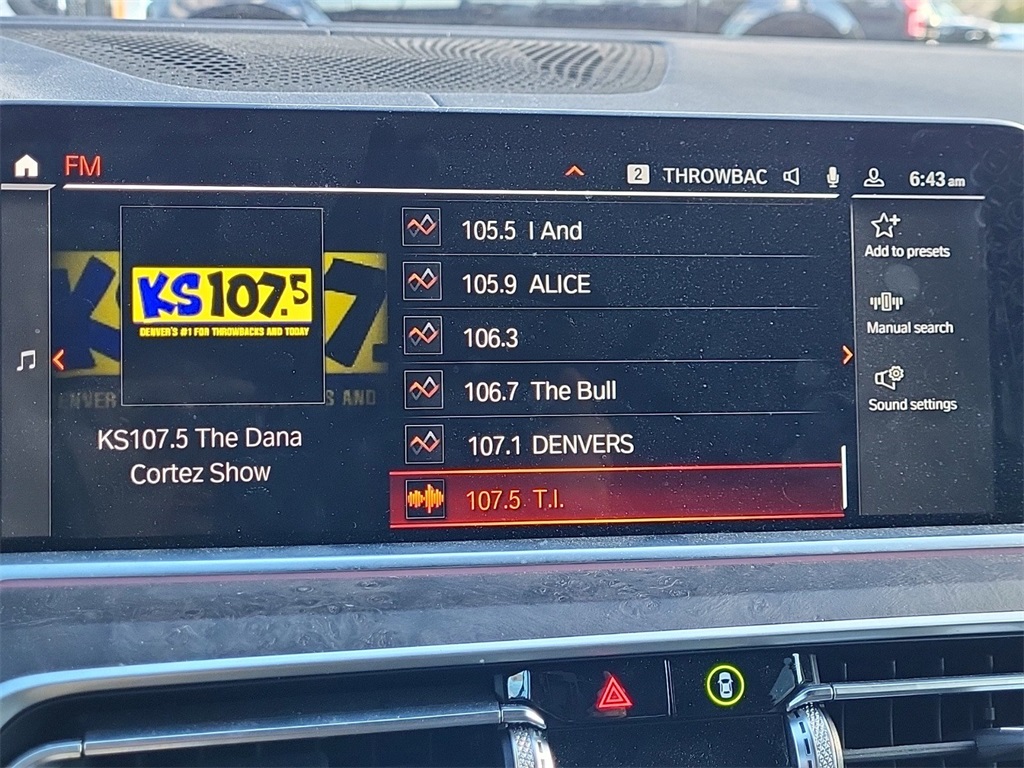 FM
2 THROWBAC
6:43 am
KS107.5
DENVER'S #1 FOR THROWBACKS AND TODAY
ENVER
S AND
KS107.5 The Dana
Cortez Show
105.5 I And
105.9 ALICE
106.3
106.7 The Bull
107.1 DENVERS
107.5 T.I.
Add to presets
Manual search
Sound settings